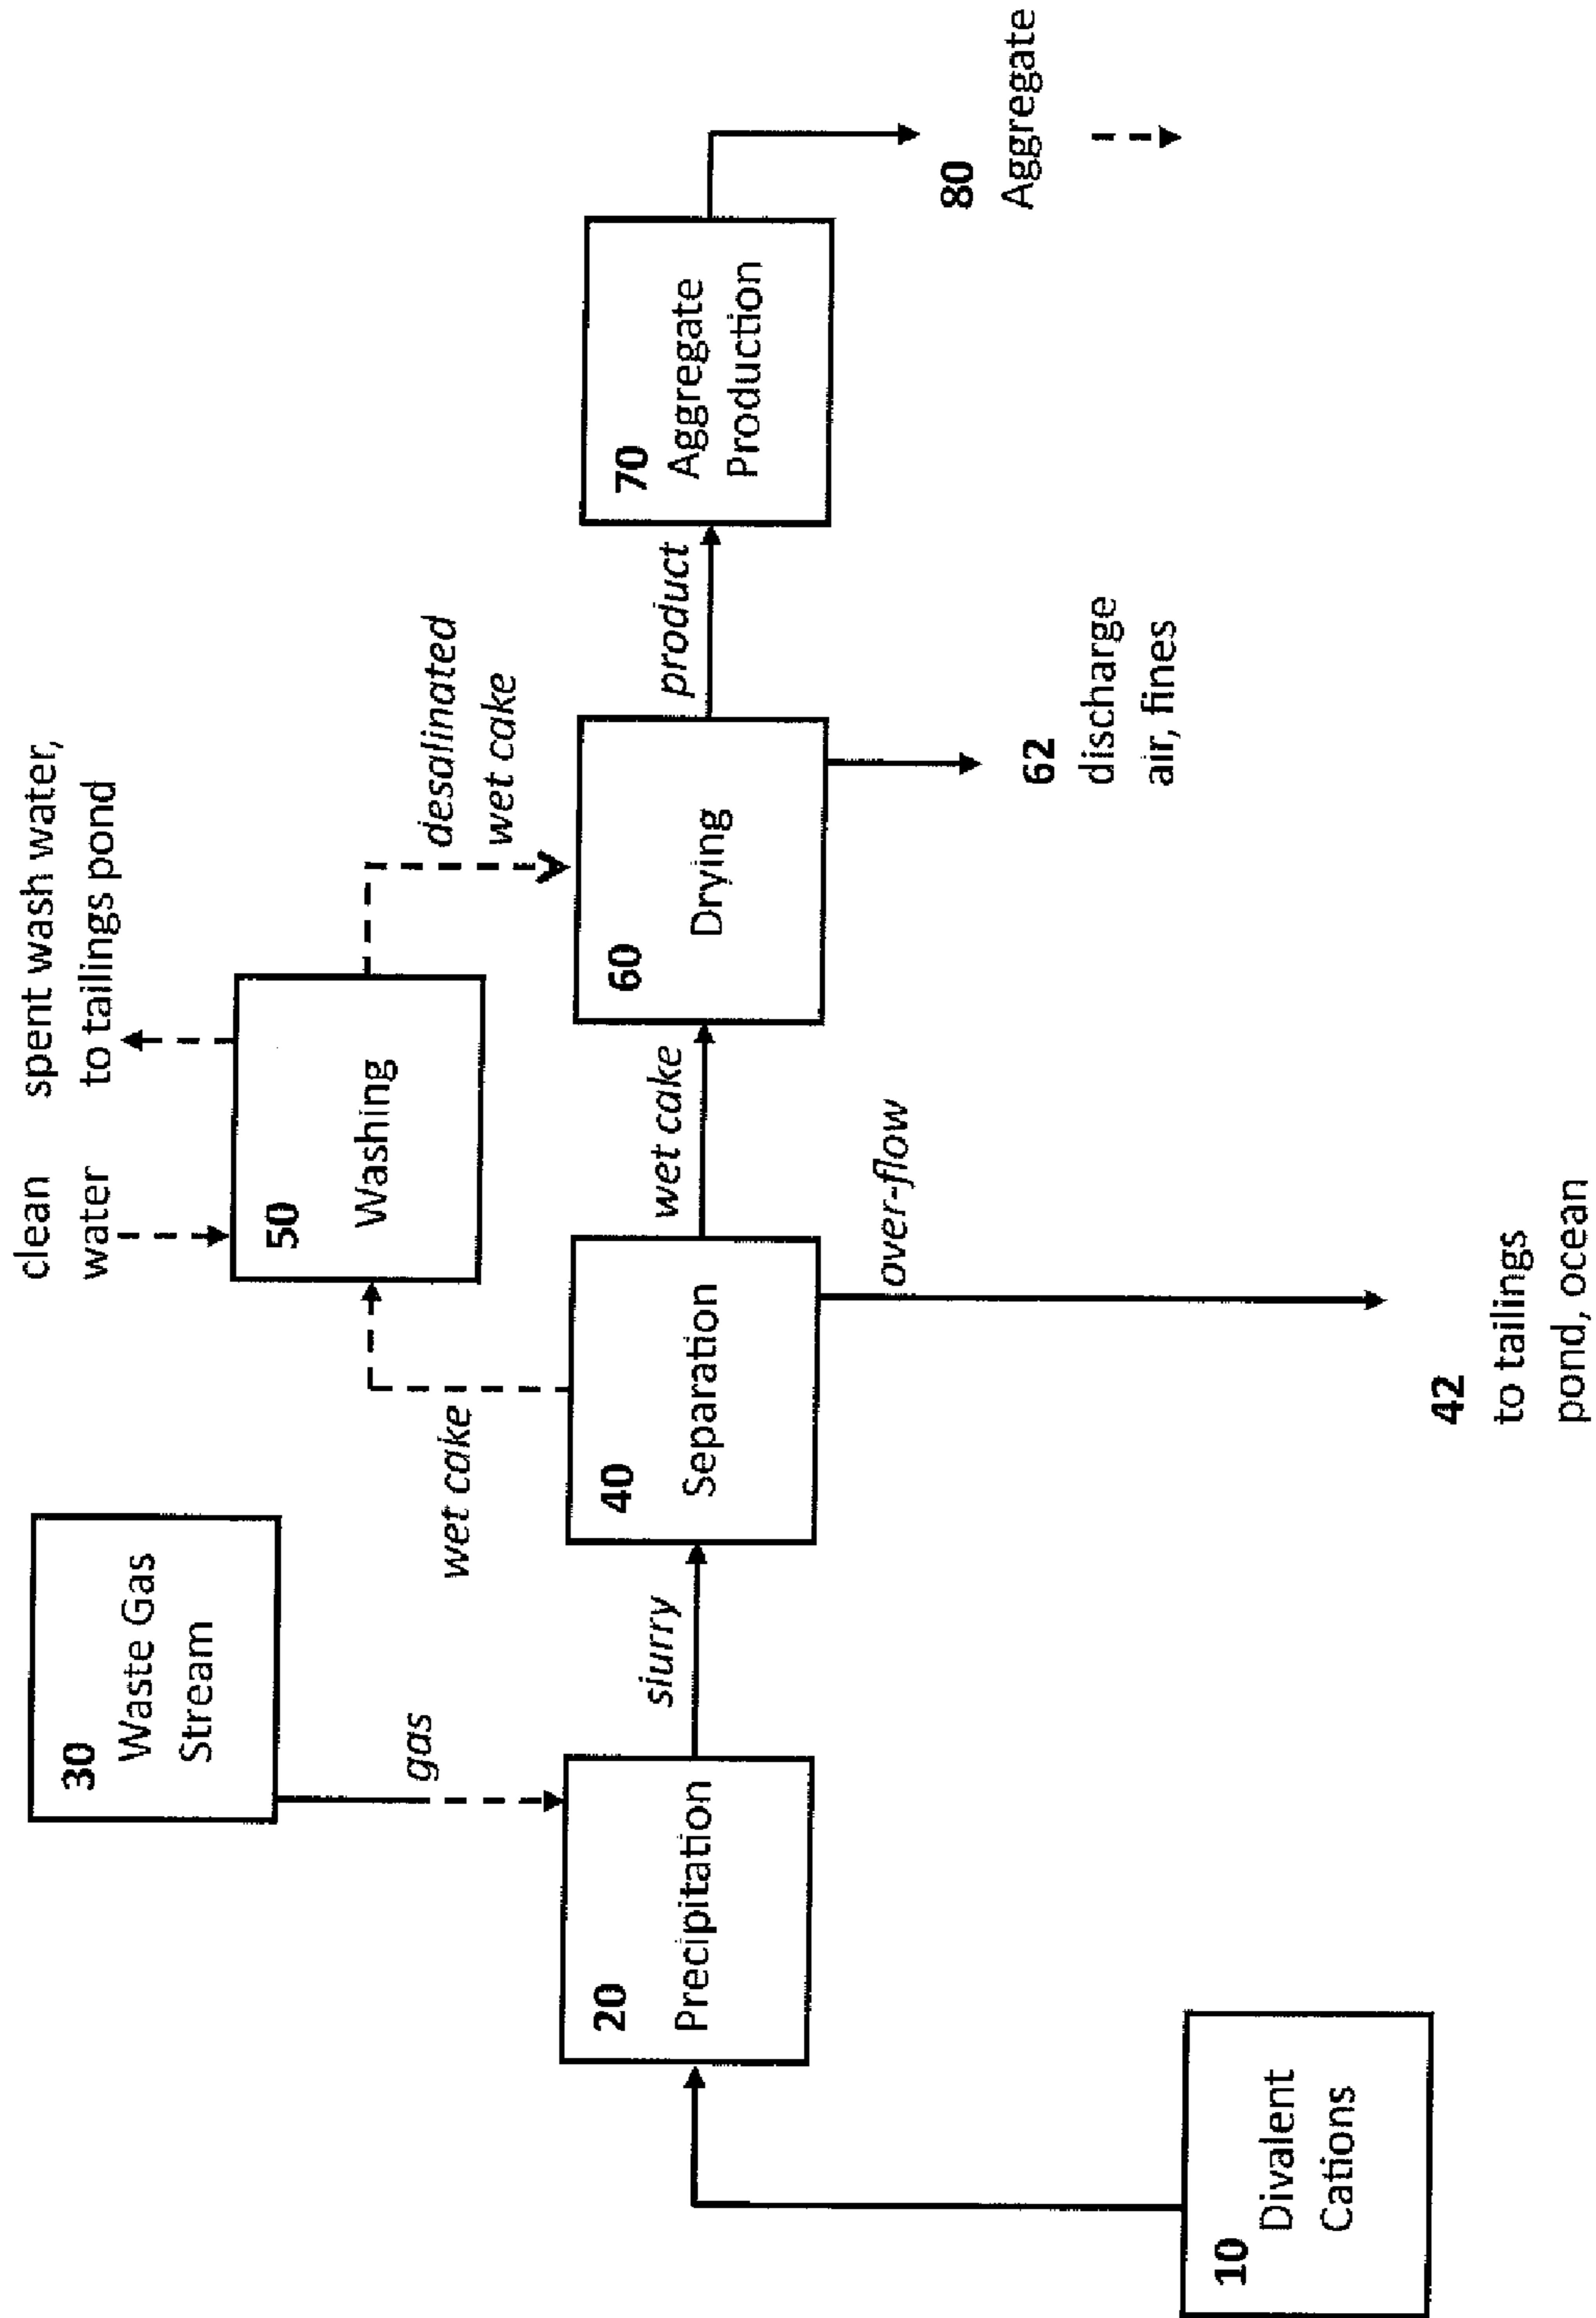 30
Waste Gas
Stream
gas
clean
water
spent wash water,
to tailings pond
50
Washing
wet cake
desalinated
wet cake
20
Precipitation
slurry
40
Separation
wet cake
60
Drying
product
70
Aggregate
Production
over-flow
10
Divalent
Cations
42
to tailings
pond, ocean
62
discharge
air, fines
80
Aggregate